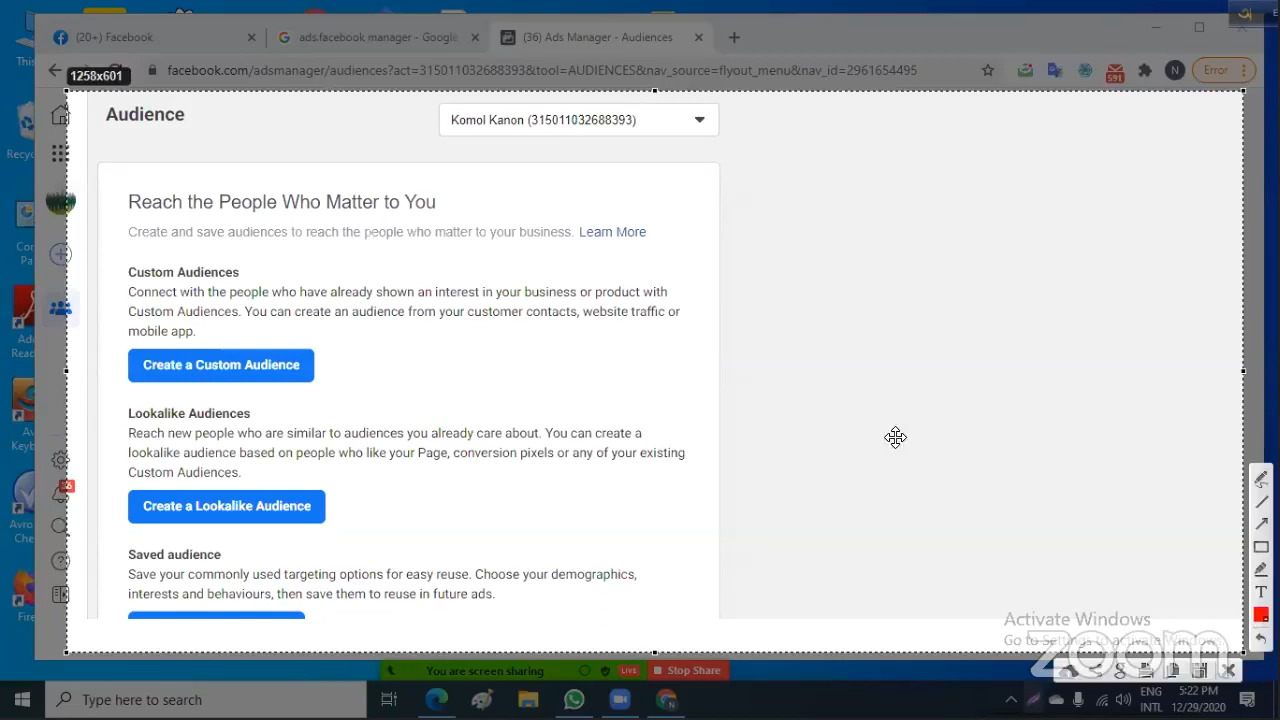 (20+) Facebook
ads.facebook manager - Google
(36) Ads Manager - Audiences
1258x601
facebook.com/adsmanager/audiences?act=315011032688393&tool=AUDIENCES&nav_source=flyout_menu&nav_id=2961654495
591
N
Error
Audience
Komol Kanon (315011032688393)
Reach the People Who Matter to You
Create and save audiences to reach the people who matter to your business. Learn More
Custom Audiences
Connect with the people who have already shown an interest in your business or product with
Custom Audiences. You can create an audience from your customer contacts, website traffic or
mobile app.
Create a Custom Audience
Lookalike Audiences
Reach new people who are similar to audiences you already care about. You can create a
lookalike audience based on people who like your Page, conversion pixels or any of your existing
Custom Audiences.
Create a Lookalike Audience
Saved audience
Save your commonly used targeting options for easy reuse. Choose your demographics,
interests and behaviours, then save them to reuse in future ads.
Activate Windows
Go to Settings to activate Windows.
zoom
You are screen sharing
LIVE
Stop Share
Type here to search
ENG
INTL
5:22 PM
12/29/2020